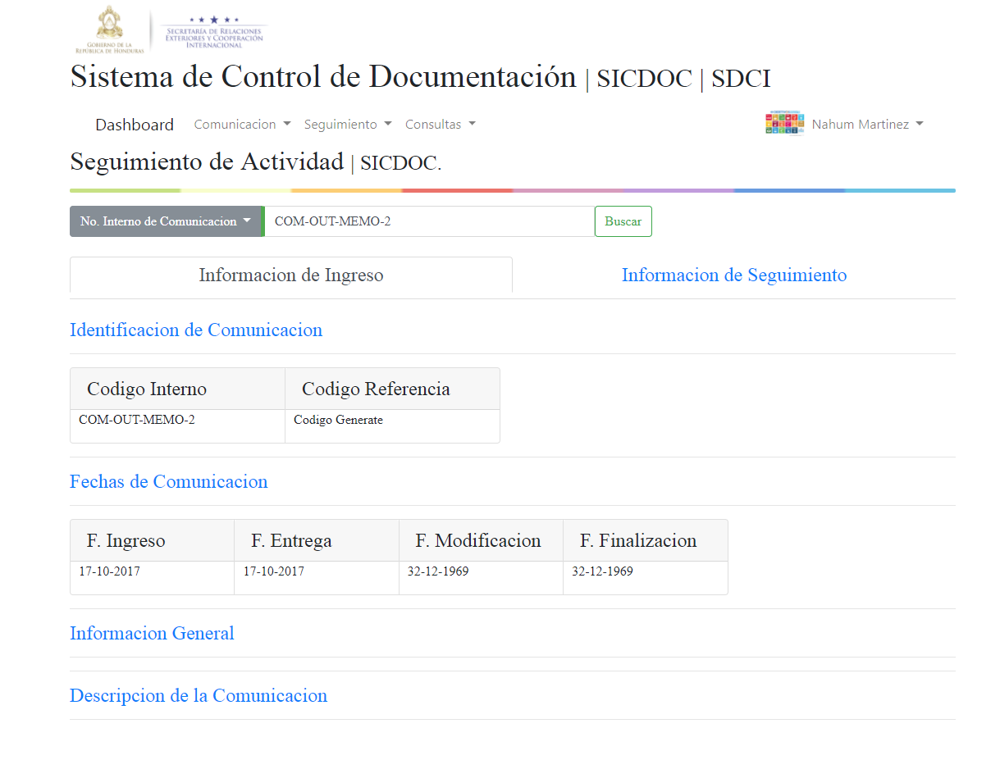 GOBIERNO DE LA
REPÚBLICA DE HONDURAS
SECRETARÍA DE RELACIONES
EXTERIORES Y COOPERACIÓN
INTERNACIONAL
Sistema de Control de Documentación | SICDOC | SDCI
Dashboard Comunicacion Seguimiento Consultas Nahum Martinez
Seguimiento de Actividad | SICDOC.
No. Interno de Comunicacion COM-OUT-MEMO-2 Buscar
Informacion de Ingreso Informacion de Seguimiento
Identificacion de Comunicacion
Codigo Interno Codigo Referencia
COM-OUT-MEMO-2 Codigo Generate
Fechas de Comunicacion
F. Ingreso F. Entrega F. Modificacion F. Finalizacion
17-10-2017 17-10-2017 32-12-1969 32-12-1969
Informacion General
Descripcion de la Comunicacion